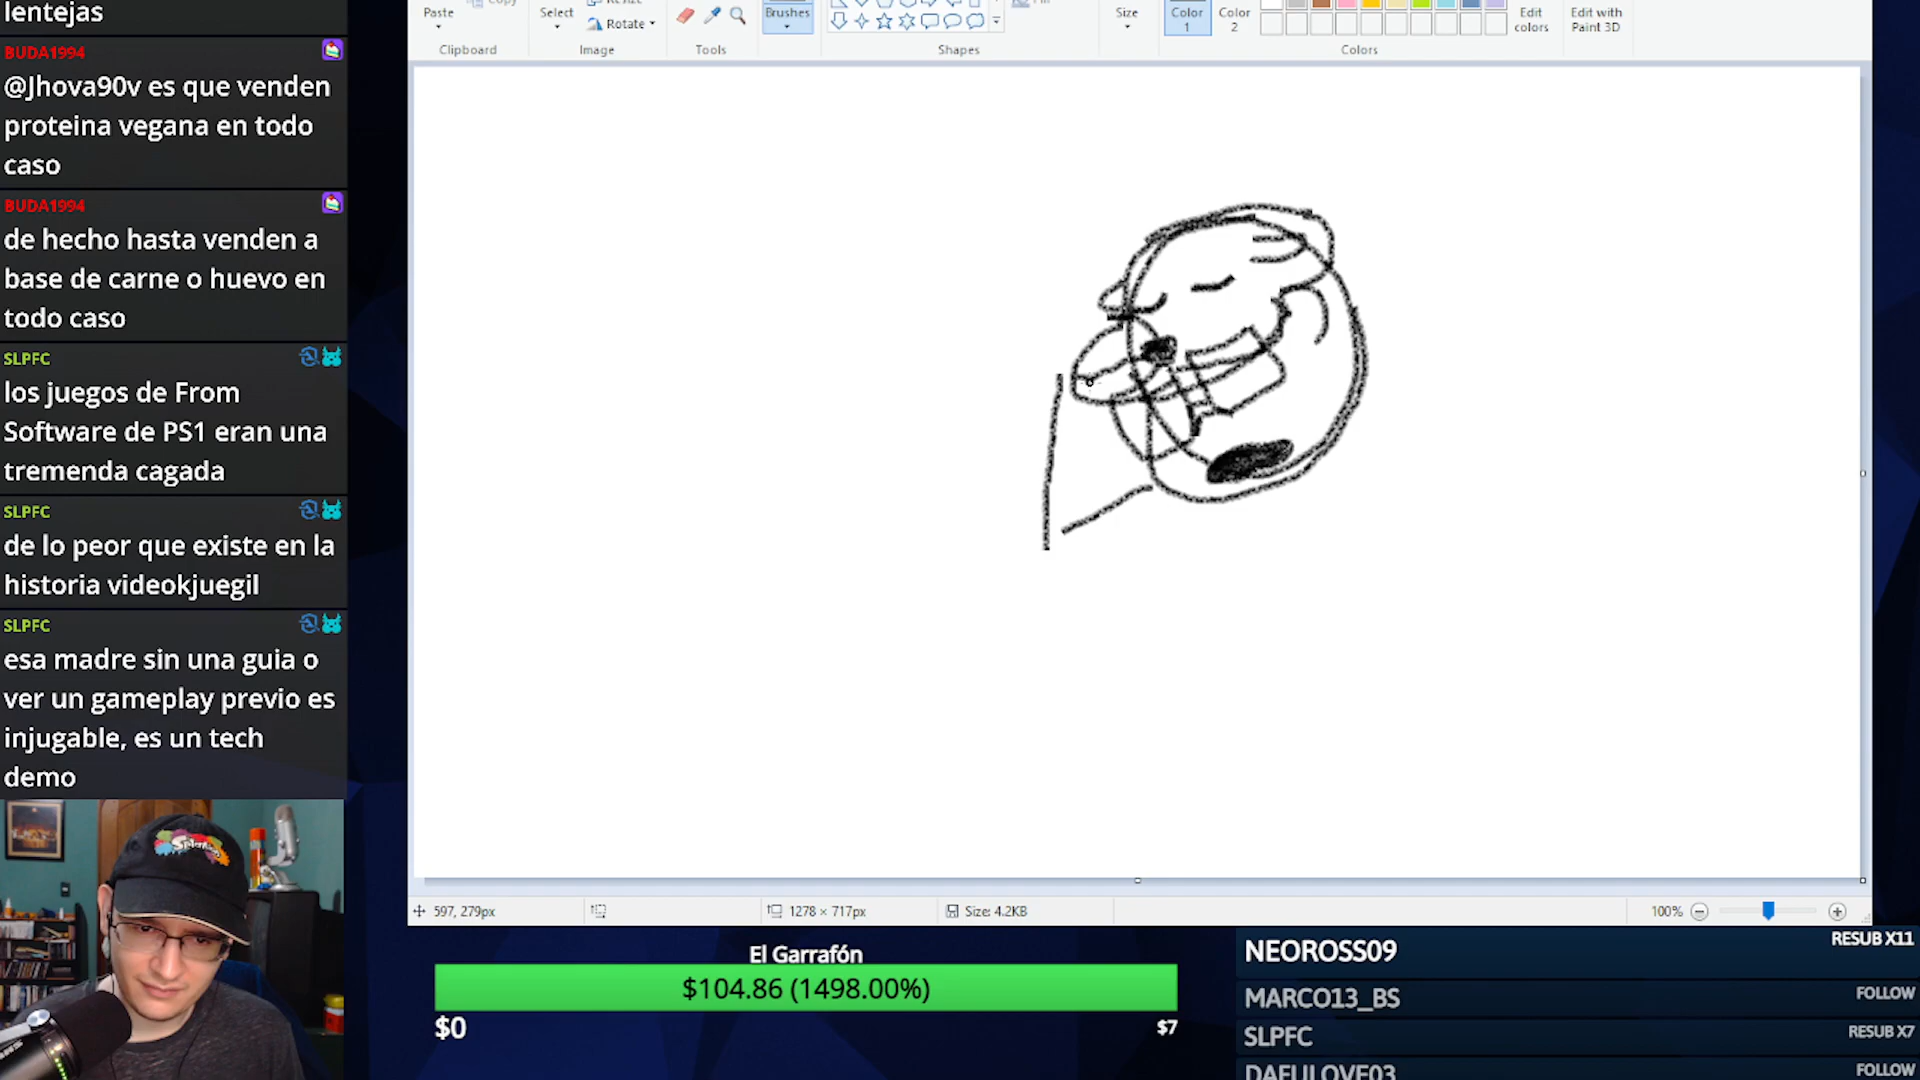 lentejas
BUDA1994
@Jhova90v es que venden
proteina vegana en todo
caso
BUDA1994
de hecho hasta venden a
base de carne o huevo en
todo caso
SLPFC
los juegos de From
Software de PS1 eran una
tremenda cagada
SLPFC
de lo peor que existe en la
historia videokjuegil
SLPFC
esa madre sin una guia o
ver un gameplay previo es
injugable, es un tech
demo
Paste
Copy
Clipboard
Select
Resize
Rotate
Image
Tools
Brushes
Shapes
Fill
Size
Color
1
Color
2
Edit
colors
Edit with
Paint 3D
Colors
597, 279px
1278 × 717px
Size: 4.2KB
100%
El Garrafón
$104.86 (1498.00%)
$0
$7
NEOROSS09
RESUB X11
MARCO13_BS
FOLLOW
SLPFC
RESUB X7
FOLLOW